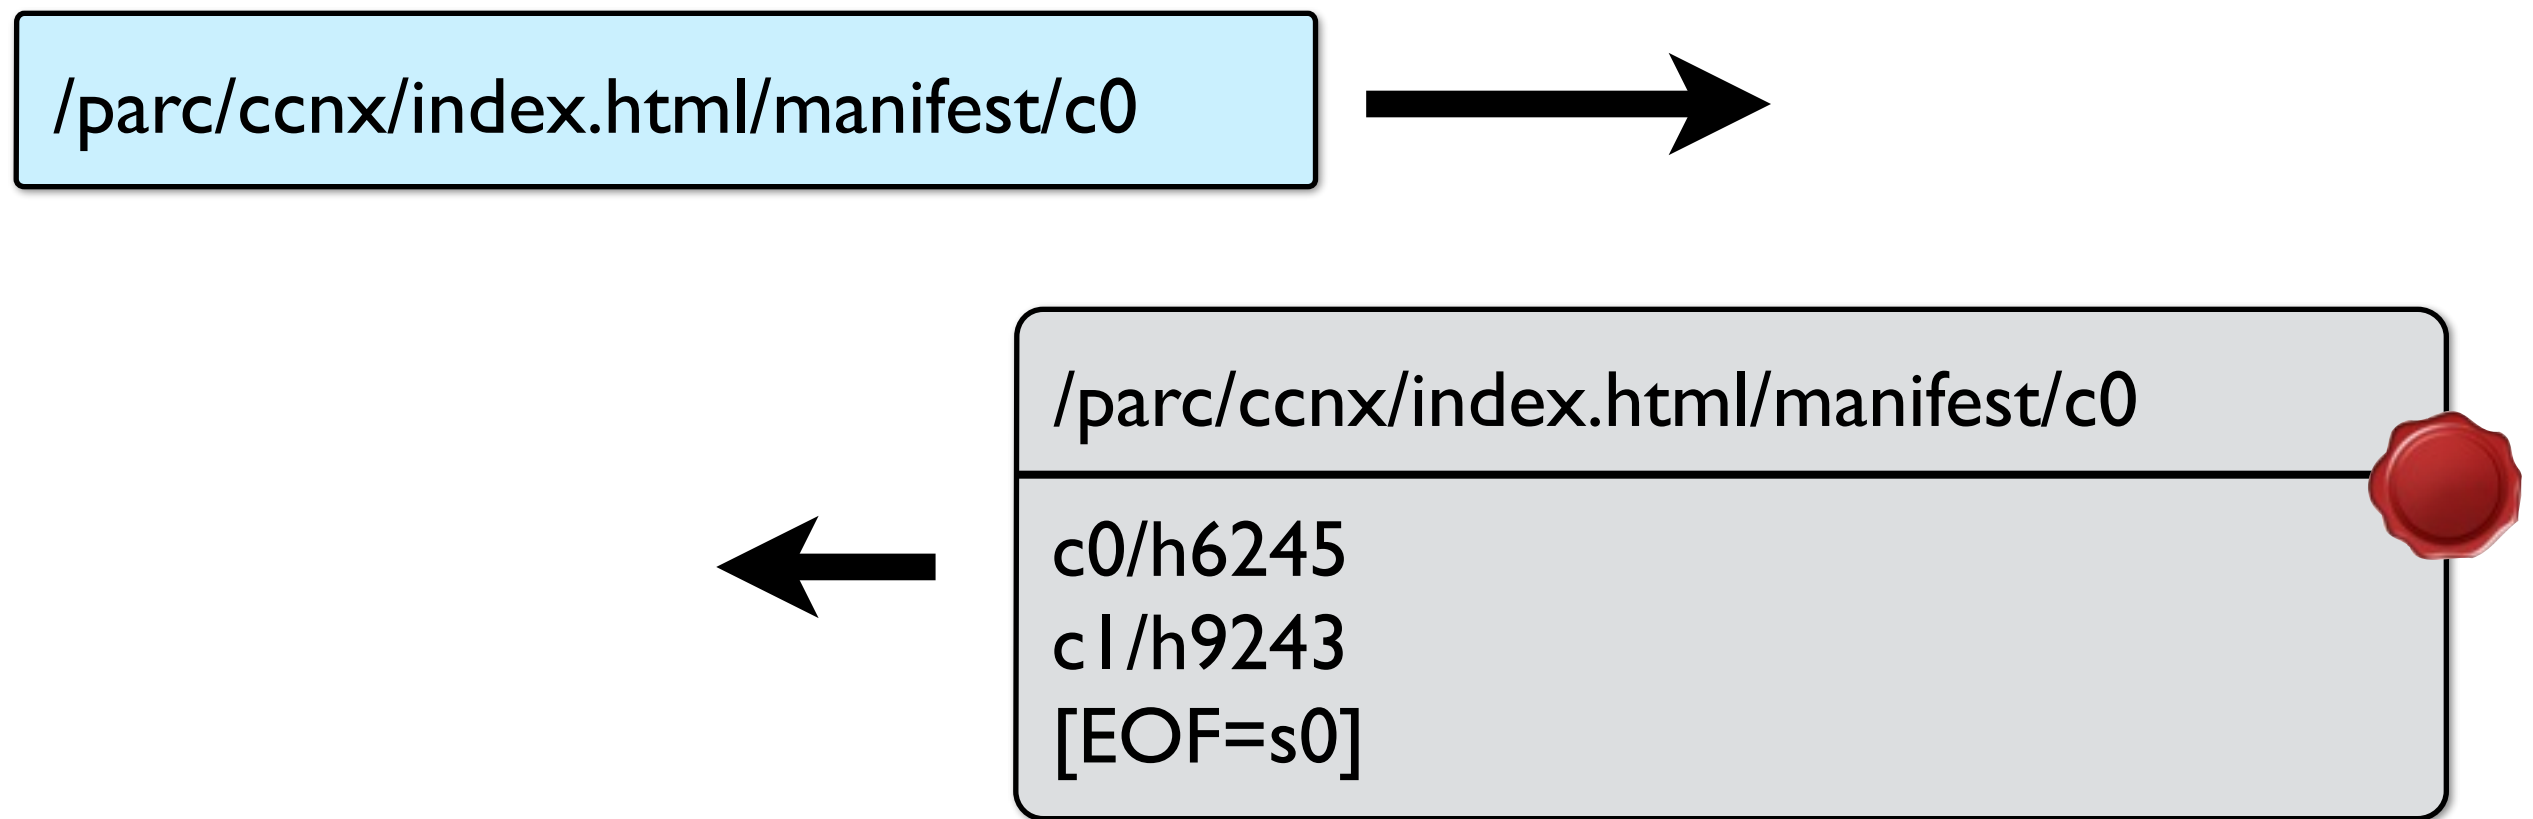 /parc/ccnx/index.html/manifest/c0
/parc/ccnx/index.html/manifest/c0
c0/h6245
c1/h9243
[EOF=s0]